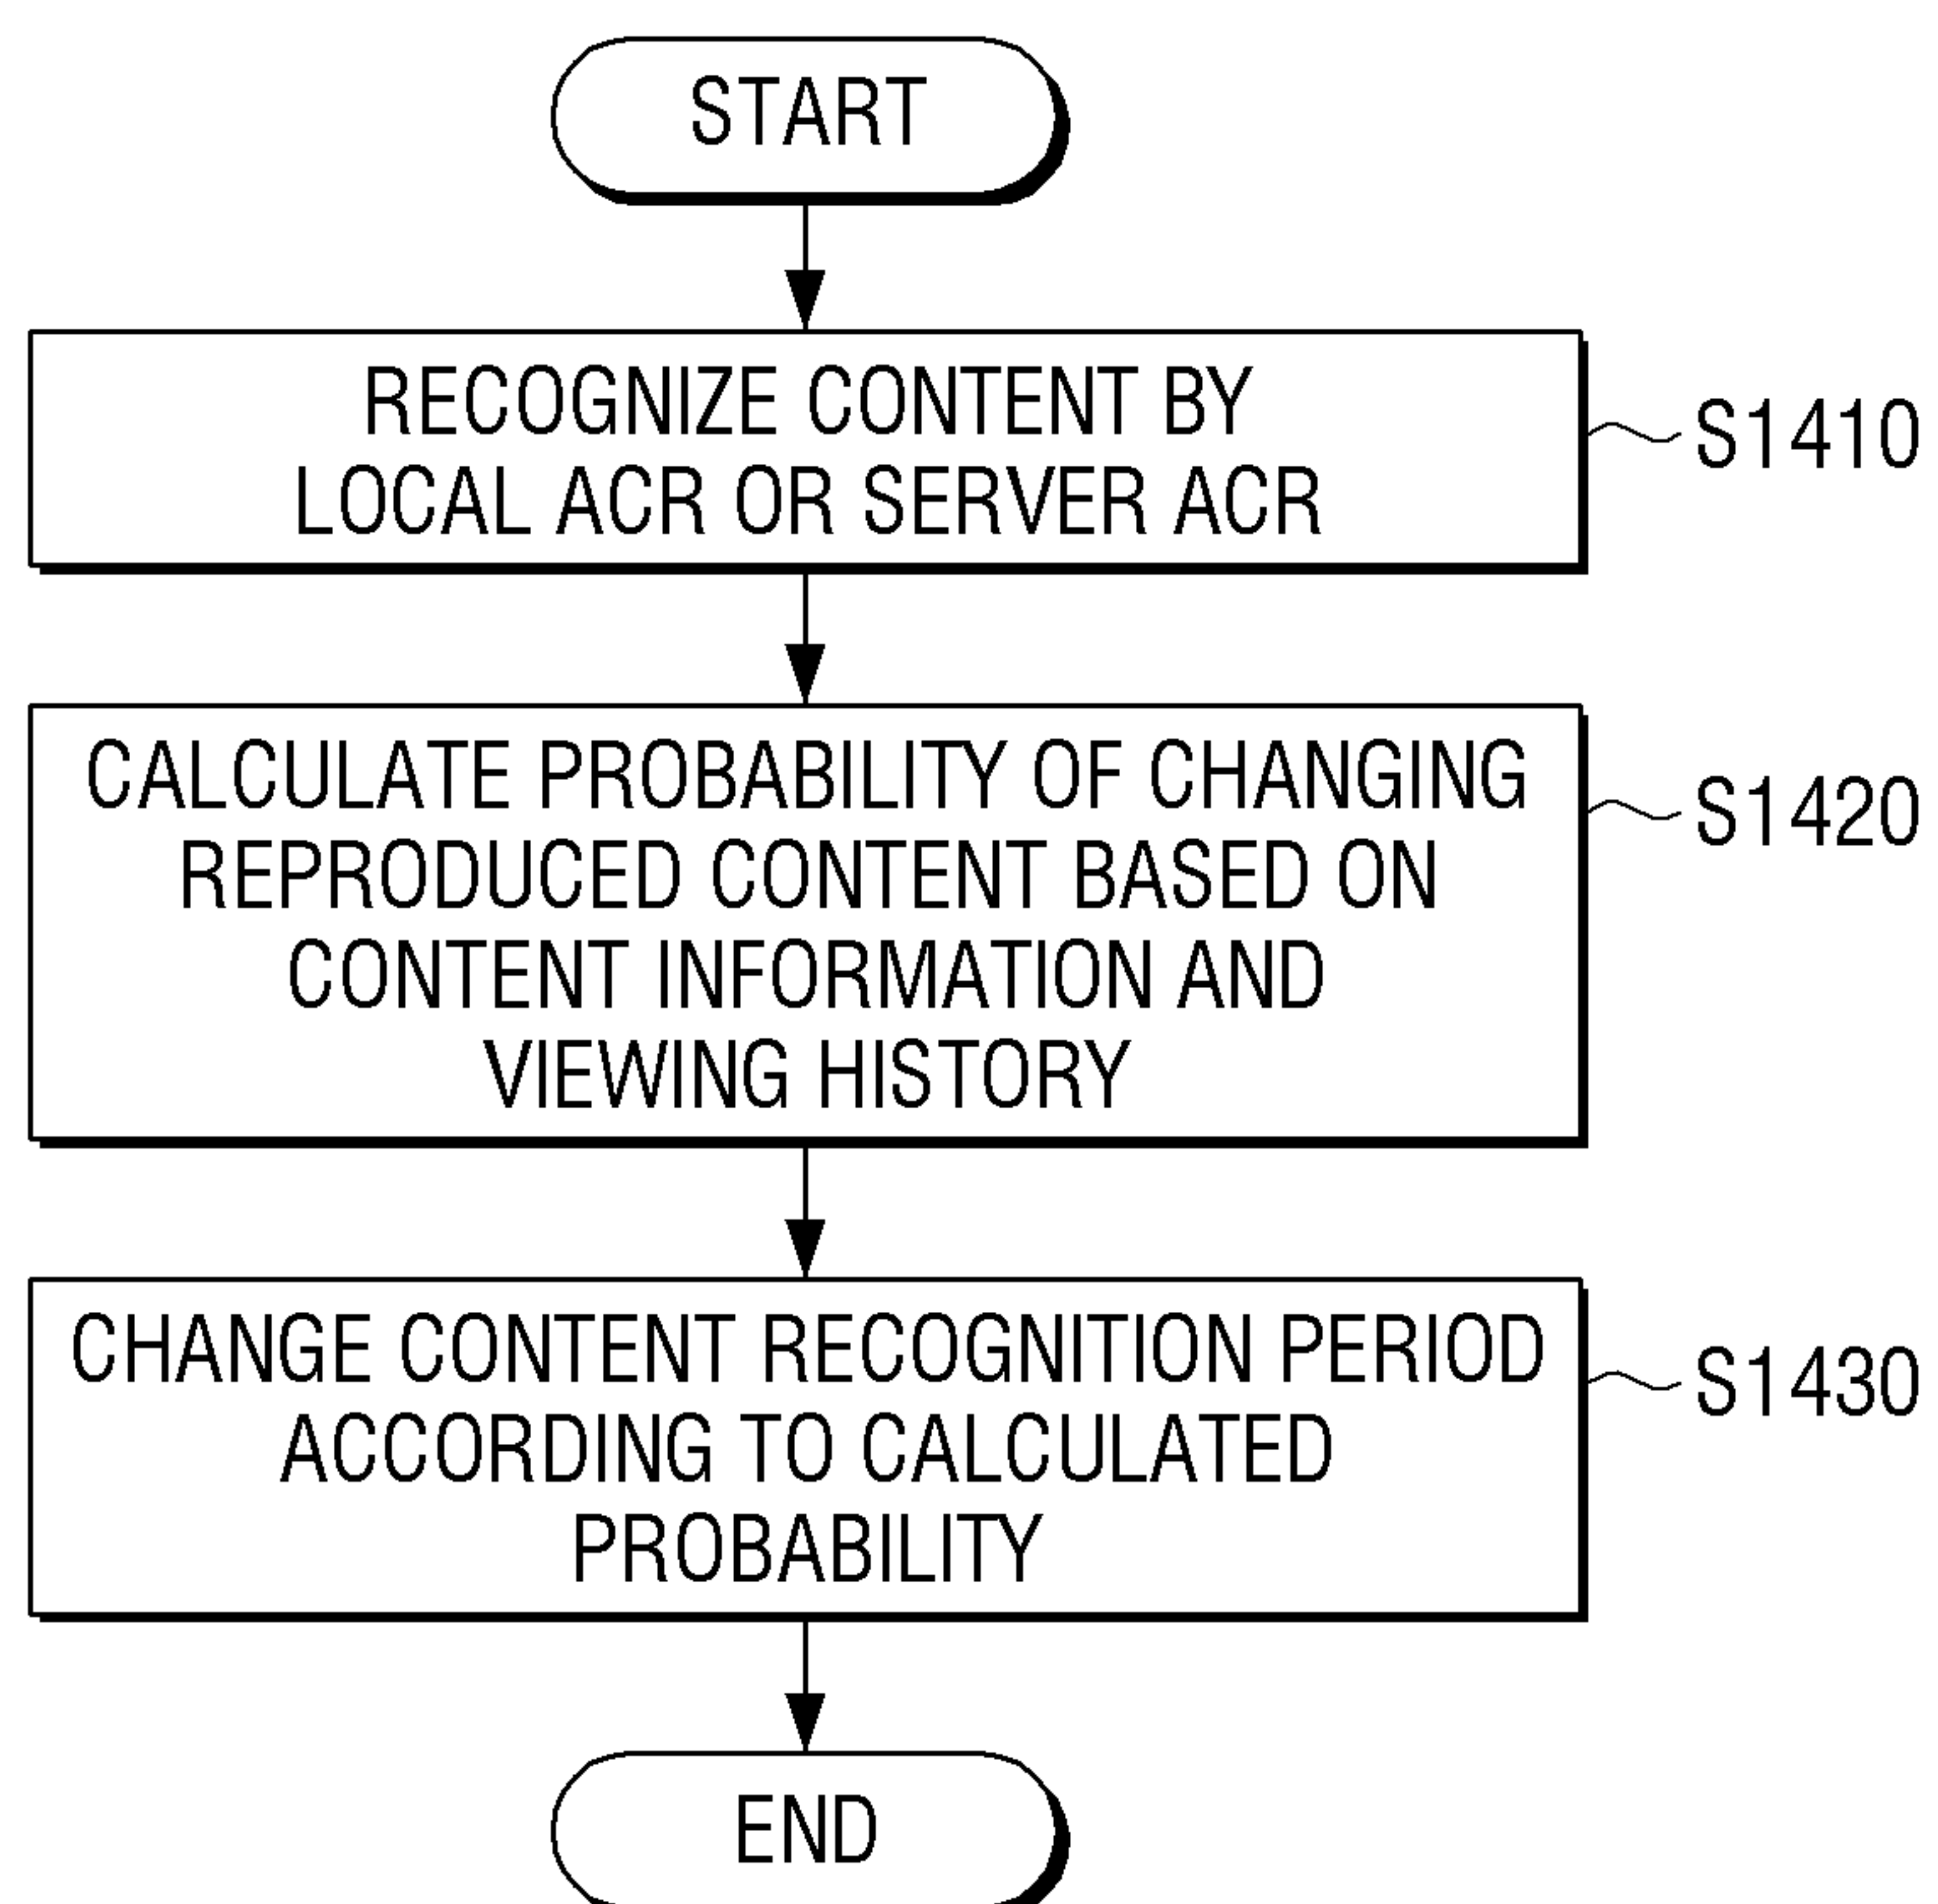 START
RECOGNIZE CONTENT BY
LOCAL ACR OR SERVER ACR
S1410
CALCULATE PROBABILITY OF CHANGING
REPRODUCED CONTENT BASED ON
CONTENT INFORMATION AND
VIEWING HISTORY
S1420
CHANGE CONTENT RECOGNITION PERIOD
ACCORDING TO CALCULATED
PROBABILITY
S1430
END